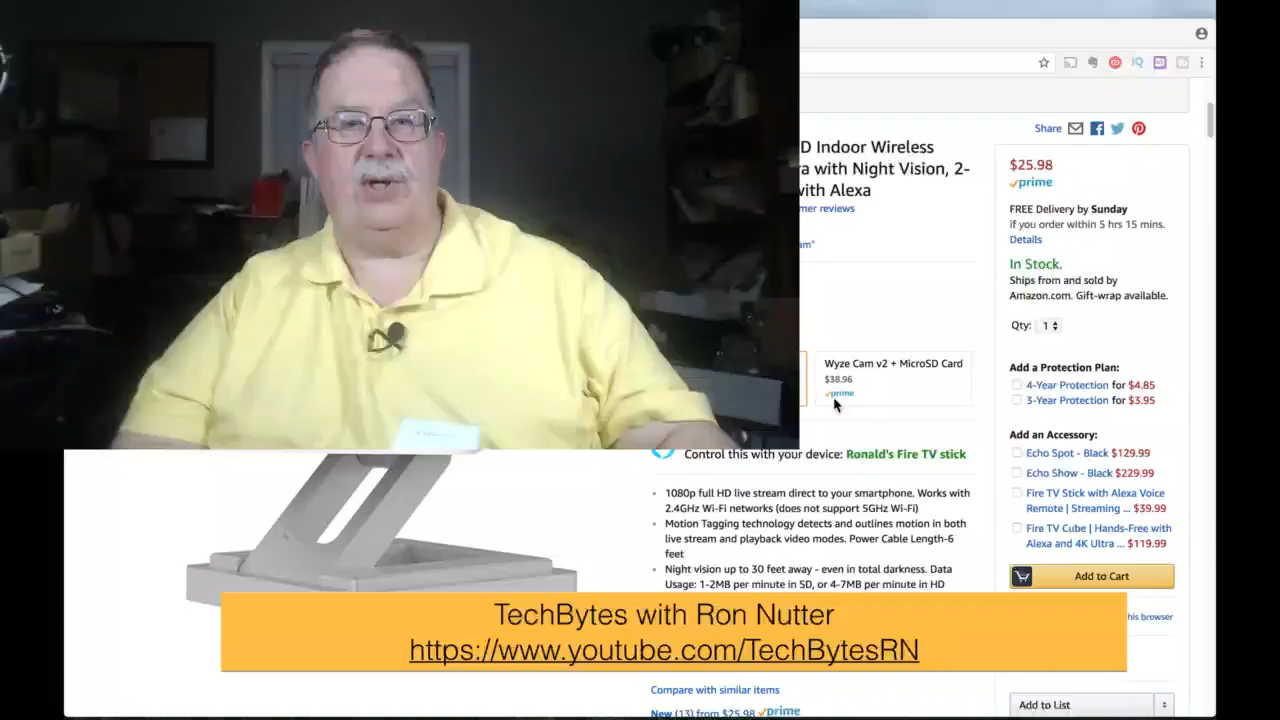 Share
D Indoor Wireless
a with Night Vision, 2-
with Alexa
mer reviews
am"
$25.98
prime
FREE Delivery by Sunday
if you order within 5 hrs 15 mins.
Details
In Stock.
Ships from and sold by
Amazon.com. Gift-wrap available.
Qty: 1
Wyze Cam v2 + MicroSD Card
$38.96
prime
Add a Protection Plan:
4-Year Protection for $4.85
3-Year Protection for $3.95
Add an Accessory:
Echo Spot - Black $129.99
Echo Show - Black $229.99
Fire TV Stick with Alexa Voice
Remote | Streaming ... $39.99
Fire TV Cube | Hands-Free with
Alexa and 4K Ultra ... $119.99
Add to Cart
his browser
Add to List
Control this with your device: Ronald's Fire TV stick
1080p full HD live stream direct to your smartphone. Works with
2.4GHz Wi-Fi networks (does not support 5GHz Wi-Fi)
Motion Tagging technology detects and outlines motion in both
live stream and playback video modes. Power Cable Length-6
feet
Night vision up to 30 feet away - even in total darkness. Data
Usage: 1-2MB per minute in SD, or 4-7MB per minute in HD
TechBytes with Ron Nutter
https://www.youtube.com/TechBytesRN
Compare with similar items
New (13) from $25.98 prime